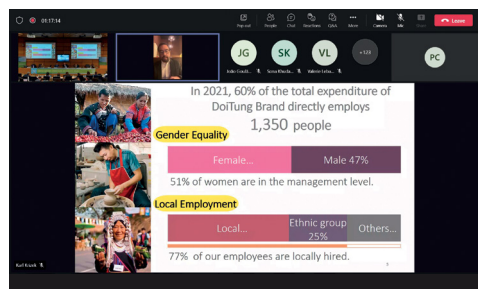 01:17:14
Pop out
People
Chat
Reactions
Q&A
More
Camera
Mic
Share
Leave
JG
SK
VL
+123
PC
In 2021, 60% of the total expenditure of
DoiTung Brand directly employs
1,350 people
Gender Equality
Female...
Male 47%
51% of women are in the management level.
Local Employment
Local...
Ethnic group
25%
Others...
77% of our employees are locally hired.